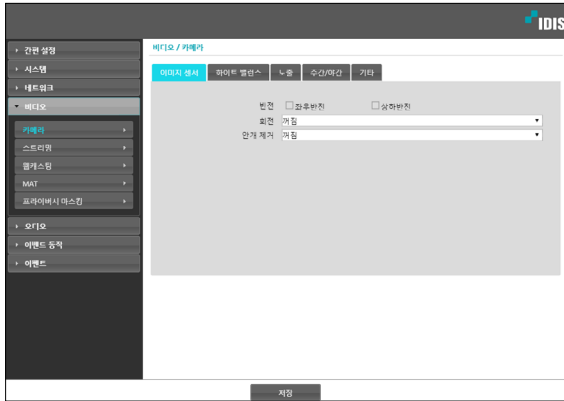 IDIS
간편 설정
시스템
네트워크
비디오
카메라
스트리밍
웹캐스팅
MAT
프라이버시 마스킹
오디오
이벤트 동작
이벤트
비디오 / 카메라
이미지 센서 화이트 밸런스 노출 주간/야간 기타
반전 좌우반전 상하반전
회전 꺼짐
안개 제거 꺼짐
저장